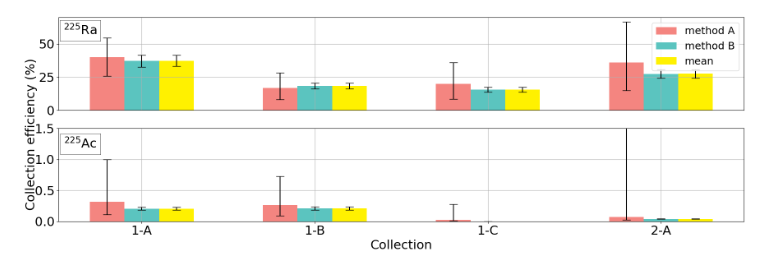 ²²⁵Ra
method A
method B
mean
50
25
0
Collection efficiency (%)
²²⁵Ac
1.5
1.0
0.5
0.0
1-A
1-B
1-C
2-A
Collection